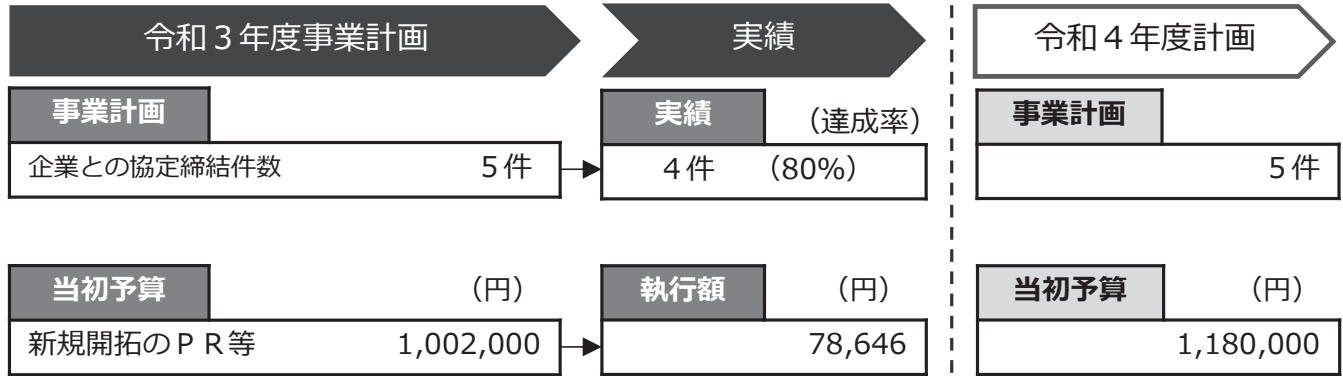 令和３年度事業計画
実績
令和４年度計画
事業計画
実績 （達成率）
事業計画
企業との協定締結件数 ５件
４件 （80%）
５件
当初予算 （円）
執行額 （円）
当初予算 （円）
新規開拓のＰＲ等 1,002,000
78,646
1,180,000